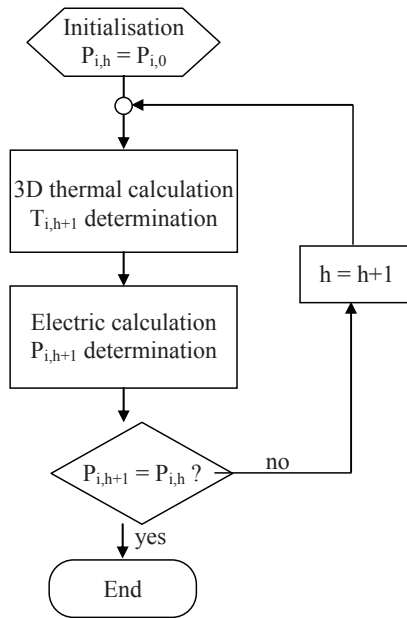 Initialisation
P_{i,h} = P_{i,0}
3D thermal calculation
T_{i,h+1} determination
h = h+1
Electric calculation
P_{i,h+1} determination
P_{i,h+1} = P_{i,h} ?
no
yes
End